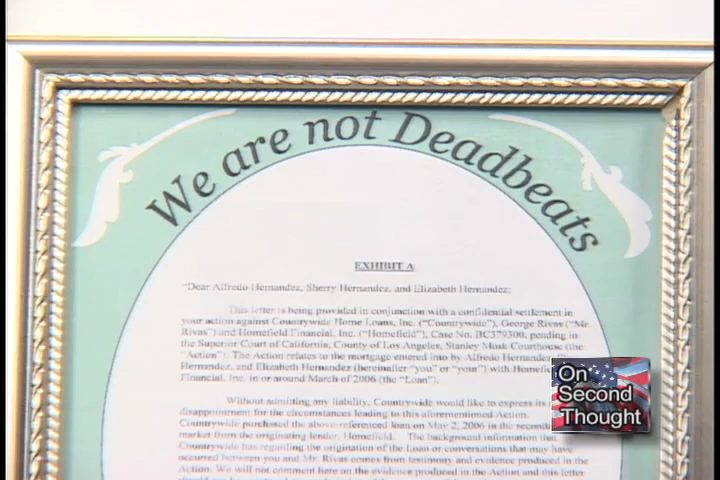 We are not Deadbeats
EXHIBIT A
"Dear Alfredo Hernandez, Sherry Hernandez, and Elizabeth Hernandez:
This letter is being provided in conjunction with a confidential settlement in
your action against Countrywide Home Loans, Inc. ("Countrywide"), George Rivas ("Mr.
Rivas") and Homefield Financial, Inc. ("Homefield"), Case No. BC379300, pending in
the Superior Court of California, County of Los Angeles, Stanley Mosk Courthouse (the
"Action"). The Action relates to the mortgage entered into by Alfredo Hernandez,
Hernandez, and Elizabeth Hernandez (hereinafter "you" or "your") with
Financial, Inc. in or around March of 2006 (the "Loan").
Without admitting any liability, Countrywide would like to express its
disappointment for the circumstances leading to this aforementioned Action.
Countrywide purchased the above-referenced loan on May 2, 2006 in the
market from the originating lender, Homefield. The background information that
Countrywide has regarding the origination of the Loan or conversations that may have
occurred between you and Mr. Rivas comes from testimony and evidence produced in the
Action. We will not comment here on the evidence produced in the Action and this letter
On
Second
Thought